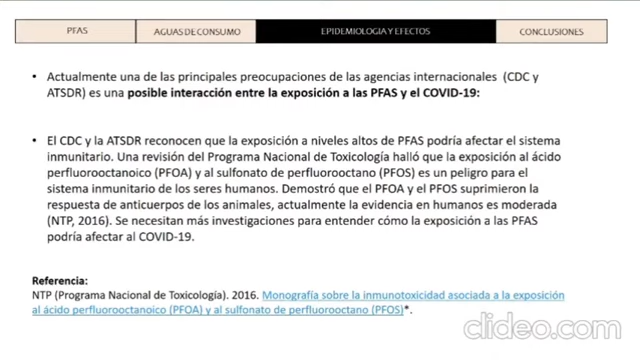 PFAS
AGUAS DE CONSUMO
EPIDEMIOLOGIA Y EFECTOS
CONCLUSIONES
• Actualmente una de las principales preocupaciones de las agencias internacionales (CDC y
ATSDR) es una posible interacción entre la exposición a las PFAS y el COVID-19:
• El CDC y la ATSDR reconocen que la exposición a niveles altos de PFAS podría afectar el sistema
inmunitario. Una revisión del Programa Nacional de Toxicología halló que la exposición al ácido
perfluorooctanoico (PFOA) y al sulfonato de perfluorooctano (PFOS) es un peligro para el
sistema inmunitario de los seres humanos. Demostró que el PFOA y el PFOS suprimieron la
respuesta de anticuerpos de los animales, actualmente la evidencia en humanos es moderada
(NTP, 2016). Se necesitan más investigaciones para entender cómo la exposición a las PFAS
podría afectar al COVID-19.
Referencia:
NTP (Programa Nacional de Toxicología). 2016. Monografía sobre la inmunotoxicidad asociada a la exposición
al ácido perfluorooctanoico (PFOA) y al sulfonato de perfluorooctano (PFOS)*.
clideo.com